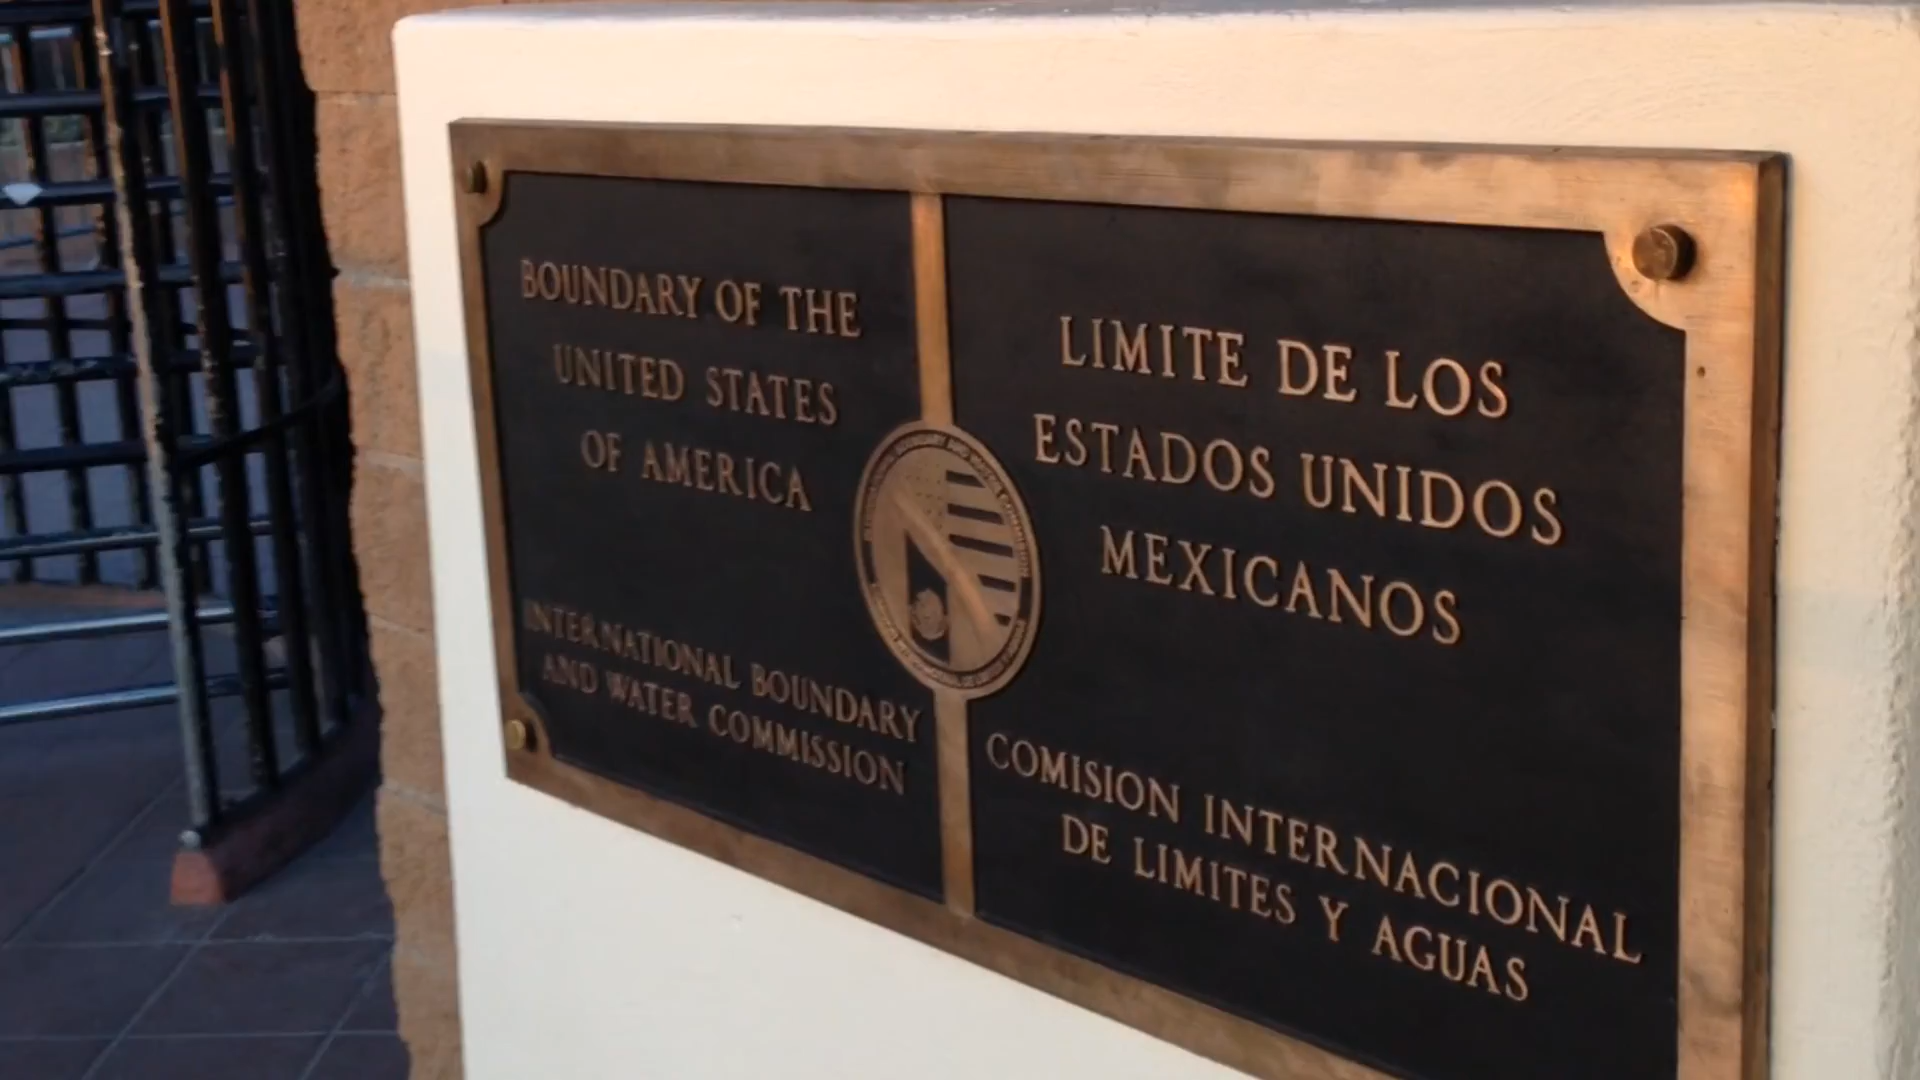 BOUNDARY OF THE
UNITED STATES
OF AMERICA
INTERNATIONAL BOUNDARY
AND WATER COMMISSION
LIMITE DE LOS
ESTADOS UNIDOS
MEXICANOS
COMISION INTERNACIONAL
DE LIMITES Y AGUAS